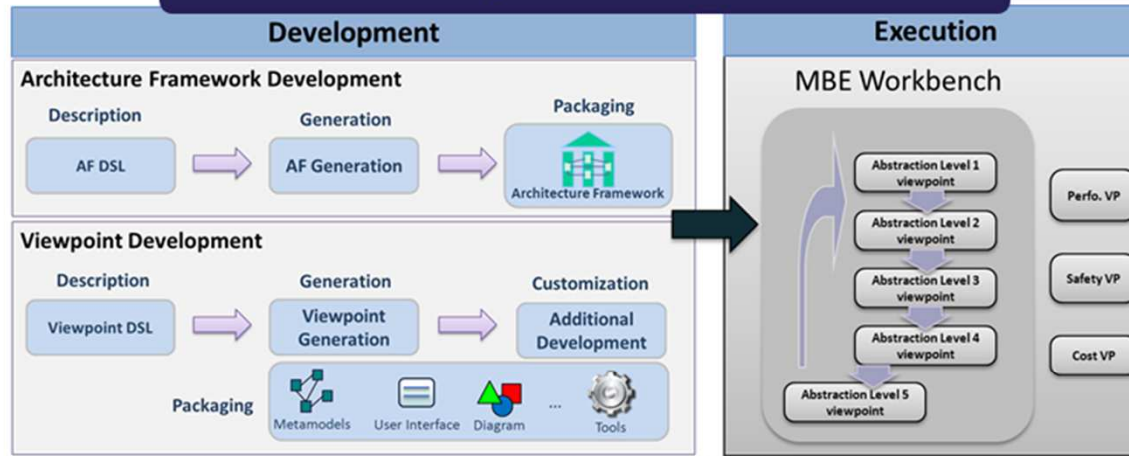 Development
Architecture Framework Development
Description
Generation
Packaging
AF DSL
AF Generation
Architecture Framework
Viewpoint Development
Description
Generation
Customization
Viewpoint DSL
Viewpoint
Generation
Additional
Development
Packaging
Metamodels
User Interface
Diagram
...
Tools
Execution
MBE Workbench
Abstraction Level 1
viewpoint
Abstraction Level 2
viewpoint
Abstraction Level 3
viewpoint
Abstraction Level 4
viewpoint
Abstraction Level 5
viewpoint
Perfo. VP
Safety VP
Cost VP